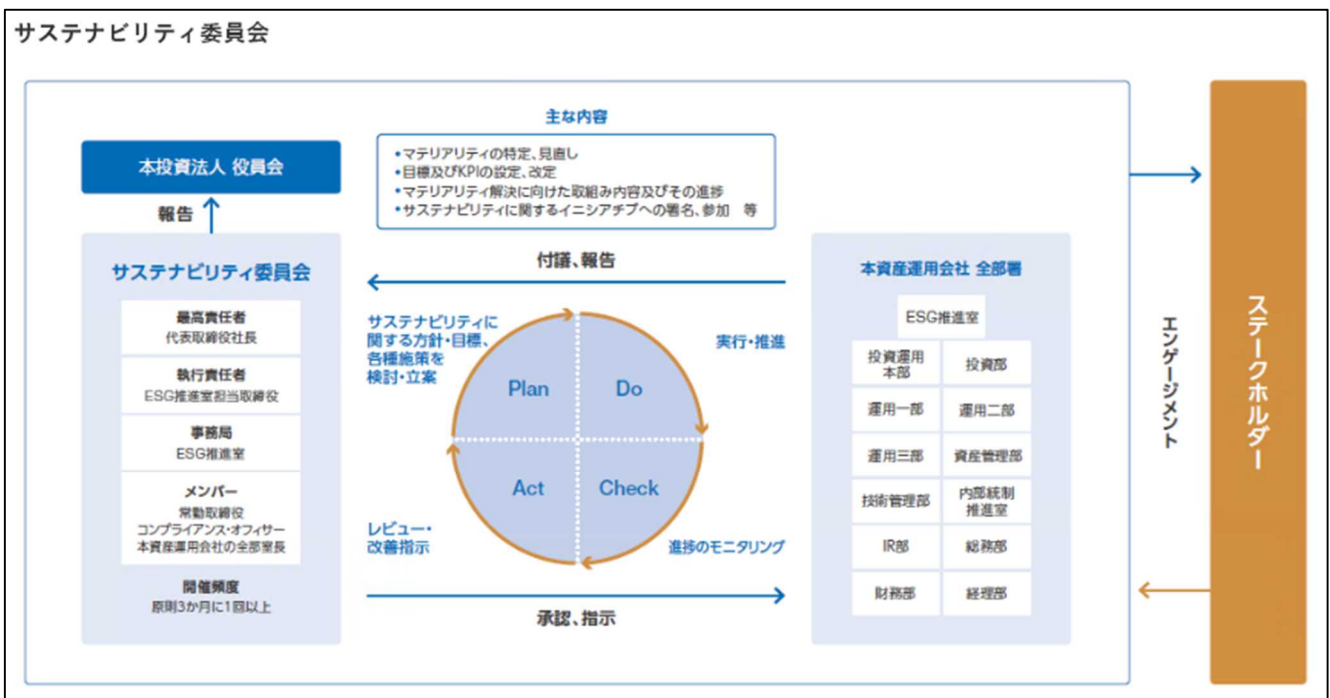 サステナビリティ委員会
主な内容
•マテリアリティの特定、見直し
•目標及びKPIの設定、改定
•マテリアリティ解決に向けた取組み内容及びその進捗
•サステナビリティに関するイニシアチブへの署名、参加　等
本投資法人 役員会
報告
サステナビリティ委員会
最高責任者
代表取締役社長
執行責任者
ESG推進室担当取締役
事務局
ESG推進室
メンバー
常勤取締役
コンプライアンス・オフィサー
本資産運用会社の全部室長
開催頻度
原則3か月に1回以上
付議、報告
サステナビリティに
関する方針・目標、
各種施策を
検討・立案
実行・推進
Plan
Do
Act
Check
レビュー・
改善指示
進捗のモニタリング
承認、指示
本資産運用会社 全部署
ESG推進室
投資運用
本部
投資部
運用一部
運用二部
運用三部
資産管理部
技術管理部
内部統制
推進室
IR部
総務部
財務部
経理部
エンゲージメント
ステークホルダー